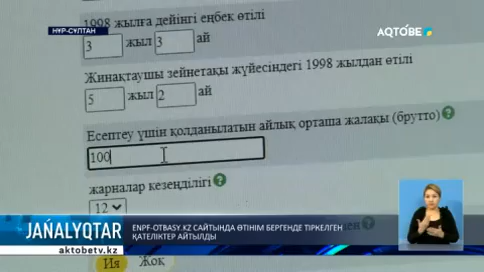 НҰР-СҰЛТАН
AQTÓBE
1998 жылға дейінгі еңбек өтілі
3 жыл 3 ай
Жинақтаушы зейнетақы жүйесіндегі 1998 жылдан өтілі
5 жыл 2 ай
Есептеу үшін қолданылатын айлық орташа жалақы (брутто) ?
100
жарналар кезеңділігі ?
12
JAŃALYQTAR
aktobetv.kz
ENPF-OTBASY.KZ САЙТЫНДА ӨТІНІМ БЕРГЕНДЕ ТІРКЕЛГЕН
ҚАТЕЛІКТЕР АЙТЫЛДЫ
Ия Жоқ